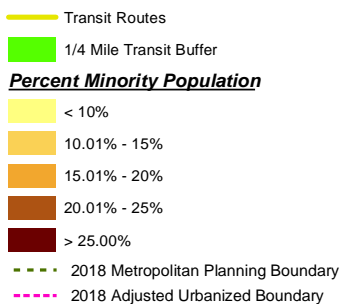 Transit Routes
1/4 Mile Transit Buffer
Percent Minority Population
< 10%
10.01% - 15%
15.01% - 20%
20.01% - 25%
> 25.00%
2018 Metropolitan Planning Boundary
2018 Adjusted Urbanized Boundary